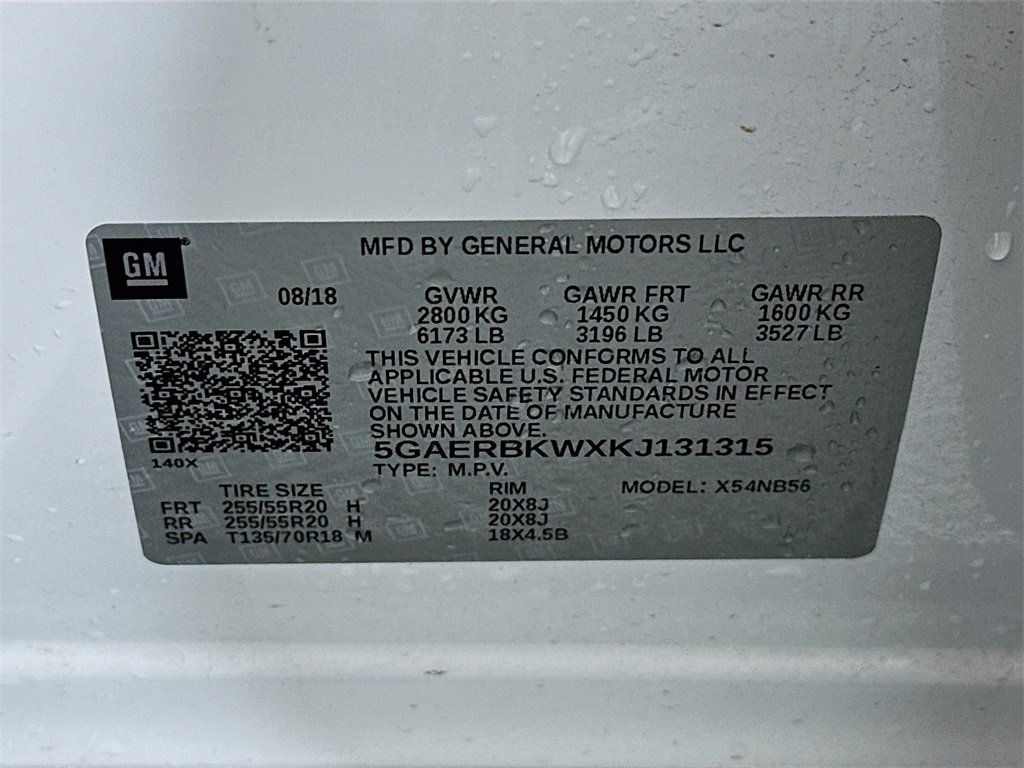 GM
MFD BY GENERAL MOTORS LLC
08/18 GVWR GAWR FRT GAWR RR
2800 KG 1450 KG 1600 KG
6173 LB 3196 LB 3527 LB
THIS VEHICLE CONFORMS TO ALL
APPLICABLE U.S. FEDERAL MOTOR
VEHICLE SAFETY STANDARDS IN EFFECT
ON THE DATE OF MANUFACTURE
SHOWN ABOVE.
5GAERBKWXKJ131315
140X
TYPE: M.P.V.
TIRE SIZE RIM MODEL: X54NB56
FRT 255/55R20 H 20X8J
RR 255/55R20 H 20X8J
SPA T135/70R18 M 18X4.5B